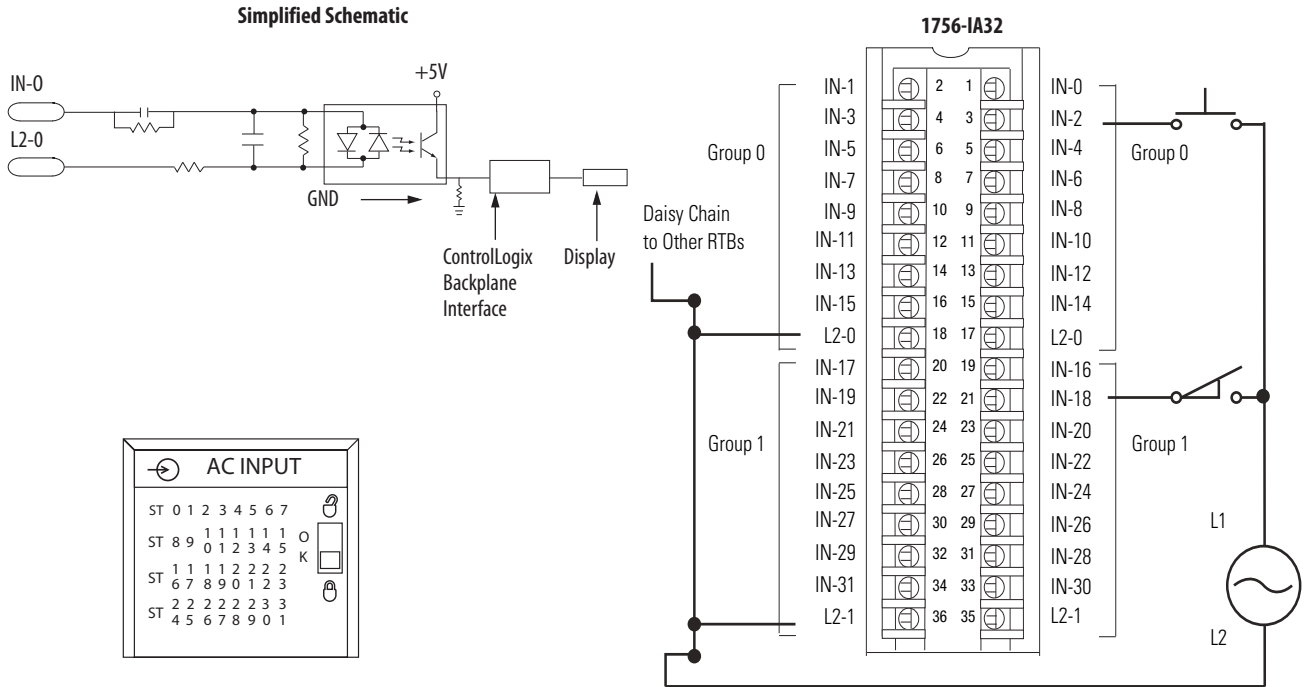 Simplified Schematic
IN-0
L2-0
+5V
GND
ControlLogix
Backplane
Interface
Display
AC INPUT
ST 0 1 2 3 4 5 6 7
ST 8 9 10 11 12 13 14 15
ST 16 17 18 19 20 21 22 23
ST 24 25 26 27 28 29 30 31
O
K
1756-IA32
Daisy Chain
to Other RTBs
Group 0
Group 1
IN-1 2 1 IN-0
IN-3 4 3 IN-2
IN-5 6 5 IN-4
IN-7 8 7 IN-6
IN-9 10 9 IN-8
IN-11 12 11 IN-10
IN-13 14 13 IN-12
IN-15 16 15 IN-14
L2-0 18 17 L2-0
IN-17 20 19 IN-16
IN-19 22 21 IN-18
IN-21 24 23 IN-20
IN-23 26 25 IN-22
IN-25 28 27 IN-24
IN-27 30 29 IN-26
IN-29 32 31 IN-28
IN-31 34 33 IN-30
L2-1 36 35 L2-1
Group 0
Group 1
L1
L2